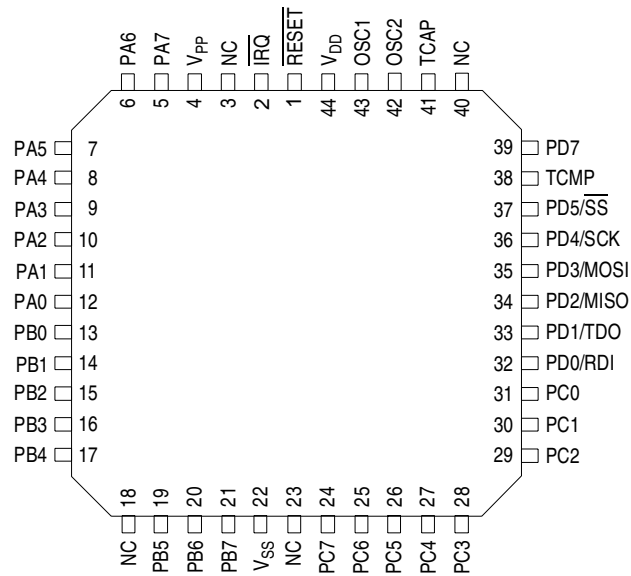 PA6 PA7 VPP NC IRQ RESET VDD OSC1 OSC2 TCAP NC
6 5 4 3 2 1 44 43 42 41 40
PA5 7 39 PD7
PA4 8 38 TCMP
PA3 9 37 PD5/SS
PA2 10 36 PD4/SCK
PA1 11 35 PD3/MOSI
PA0 12 34 PD2/MISO
PB0 13 33 PD1/TDO
PB1 14 32 PD0/RDI
PB2 15 31 PC0
PB3 16 30 PC1
PB4 17 29 PC2
18 19 20 21 22 23 24 25 26 27 28
NC PB5 PB6 PB7 VSS NC PC7 PC6 PC5 PC4 PC3